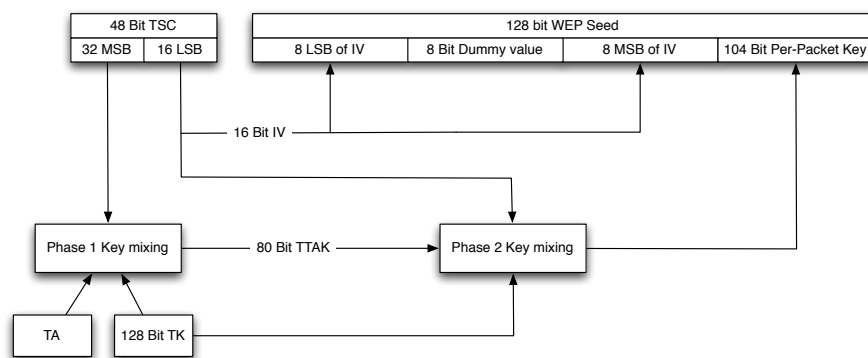 48 Bit TSC
128 bit WEP Seed
32 MSB
16 LSB
8 LSB of IV
8 Bit Dummy value
8 MSB of IV
104 Bit Per-Packet Key
16 Bit IV
Phase 1 Key mixing
80 Bit TTAK
Phase 2 Key mixing
TA
128 Bit TK